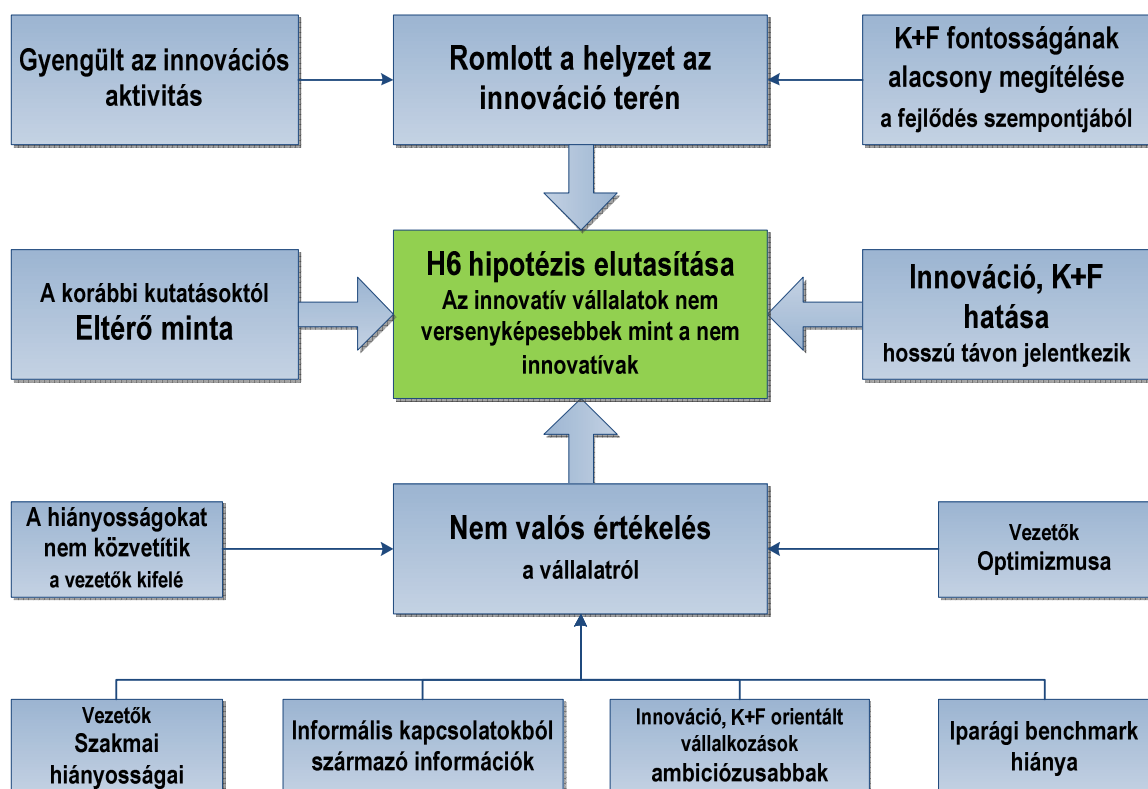 Gyengült az innovációs
aktivitás
Romlott a helyzet az
innováció terén
K+F fontosságának
alacsony megítélése
a fejlődés szempontjából
A korábbi kutatásoktól
Eltérő minta
H6 hipotézis elutasítása
Az innovatív vállalatok nem
versenyképesebbek mint a nem
innovatívak
Innováció, K+F
hatása
hosszú távon jelentkezik
A hiányosságokat
nem közvetítik
a vezetők kifelé
Nem valós értékelés
a vállalatról
Vezetők
Optimizmusa
Vezetők
Szakmai
hiányosságai
Informális kapcsolatokból
származó információk
Innováció, K+F orientált
vállalkozások
ambiciózusabbak
Iparági benchmark
hiánya